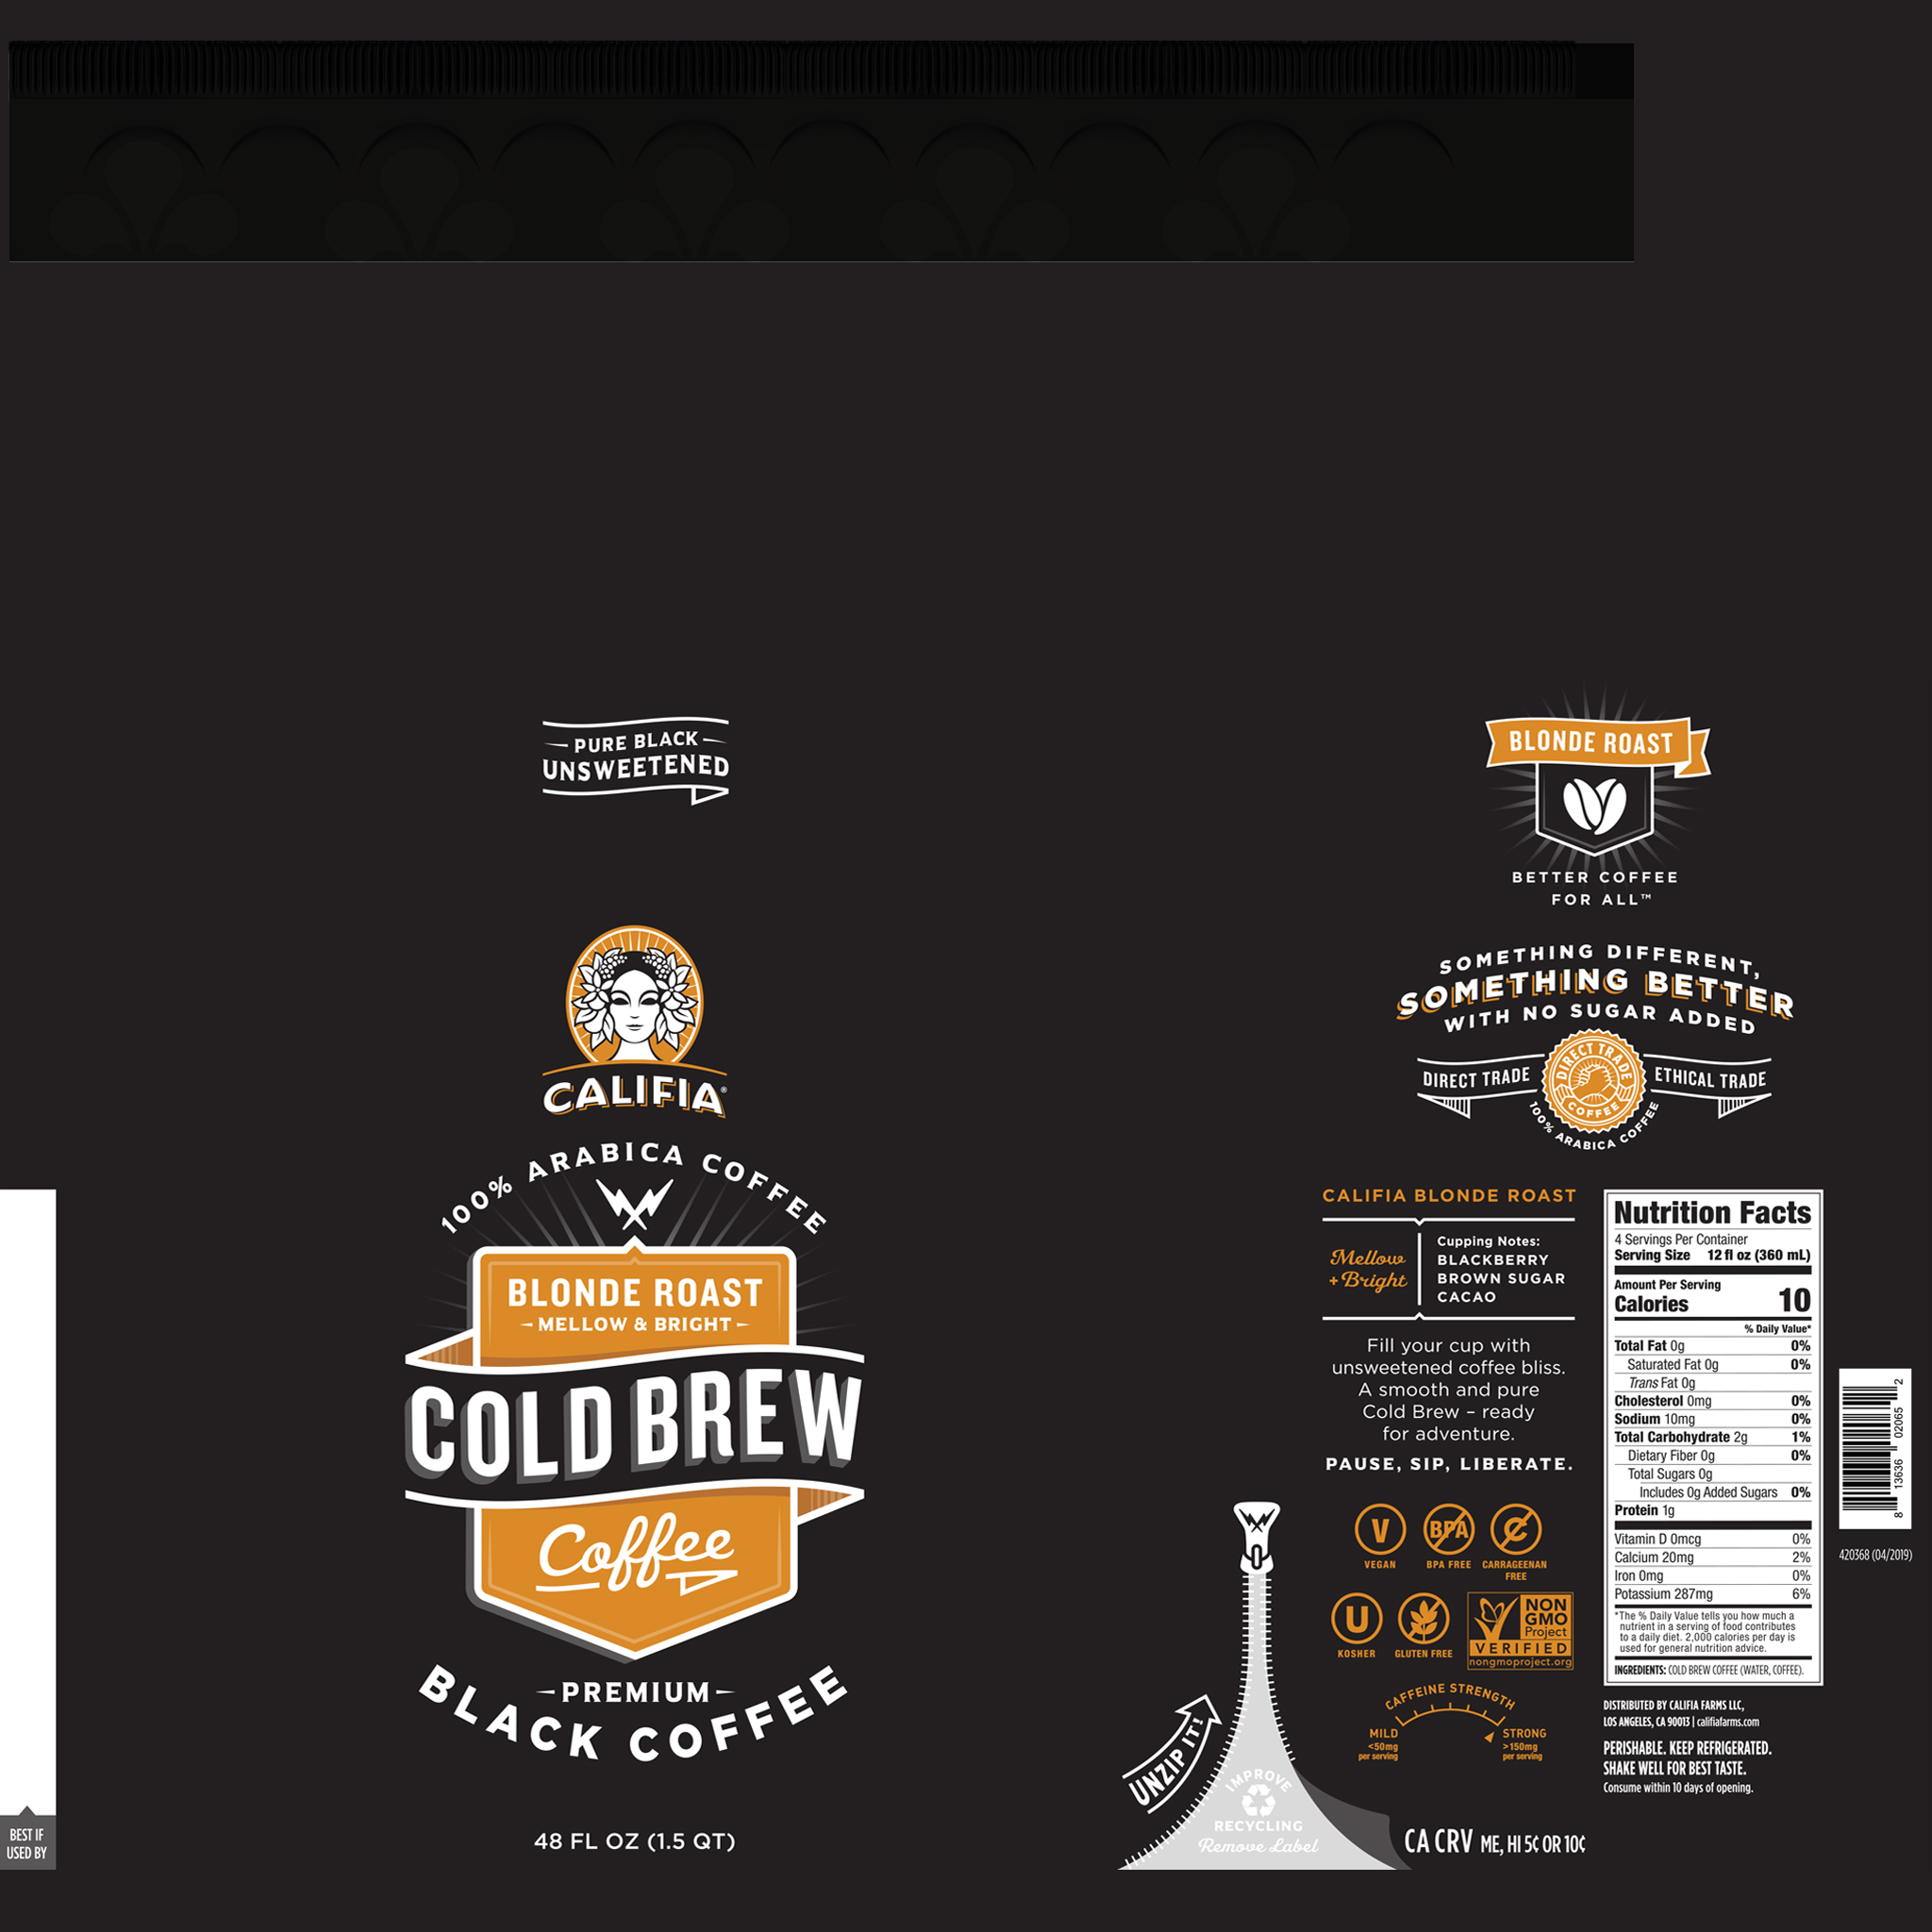 PURE BLACK
UNSWEETENED
CALIFIA®
100% ARABICA COFFEE
BLONDE ROAST
MELLOW & BRIGHT
COLD BREW
Coffee
PREMIUM
BLACK COFFEE
48 FL OZ (1.5 QT)
BEST IF
USED BY
BLONDE ROAST
BETTER COFFEE
FOR ALL™
SOMETHING DIFFERENT,
SOMETHING BETTER
WITH NO SUGAR ADDED
DIRECT TRADE
DIRECT TRADE
COFFEE
ETHICAL TRADE
100% ARABICA COFFEE
CALIFIA BLONDE ROAST
Mellow
+ Bright
Cupping Notes:
BLACKBERRY
BROWN SUGAR
CACAO
Fill your cup with
unsweetened coffee bliss.
A smooth and pure
Cold Brew – ready
for adventure.
PAUSE, SIP, LIBERATE.
V
VEGAN
BPA
BPA FREE
C
CARRAGEENAN
FREE
U
KOSHER
GLUTEN FREE
NON
GMO
Project
VERIFIED
nongmoproject.org
CAFFEINE STRENGTH
MILD
<50mg
per serving
STRONG
>150mg
per serving
UNZIP IT!
IMPROVE
RECYCLING
Remove Label
CA CRV ME, HI 5¢ OR 10¢
Nutrition Facts
4 Servings Per Container
Serving Size 12 fl oz (360 mL)
Amount Per Serving
Calories 10
% Daily Value*
Total Fat 0g 0%
Saturated Fat 0g 0%
Trans Fat 0g
Cholesterol 0mg 0%
Sodium 10mg 0%
Total Carbohydrate 2g 1%
Dietary Fiber 0g 0%
Total Sugars 0g
Includes 0g Added Sugars 0%
Protein 1g
Vitamin D 0mcg 0%
Calcium 20mg 2%
Iron 0mg 0%
Potassium 287mg 6%
*The % Daily Value tells you how much a
nutrient in a serving of food contributes
to a daily diet. 2,000 calories per day is
used for general nutrition advice.
INGREDIENTS: COLD BREW COFFEE (WATER, COFFEE).
DISTRIBUTED BY CALIFIA FARMS LLC,
LOS ANGELES, CA 90013 | califiafarms.com
PERISHABLE. KEEP REFRIGERATED.
SHAKE WELL FOR BEST TASTE.
Consume within 10 days of opening.
8 13636 02065 2
420368 (04/2019)